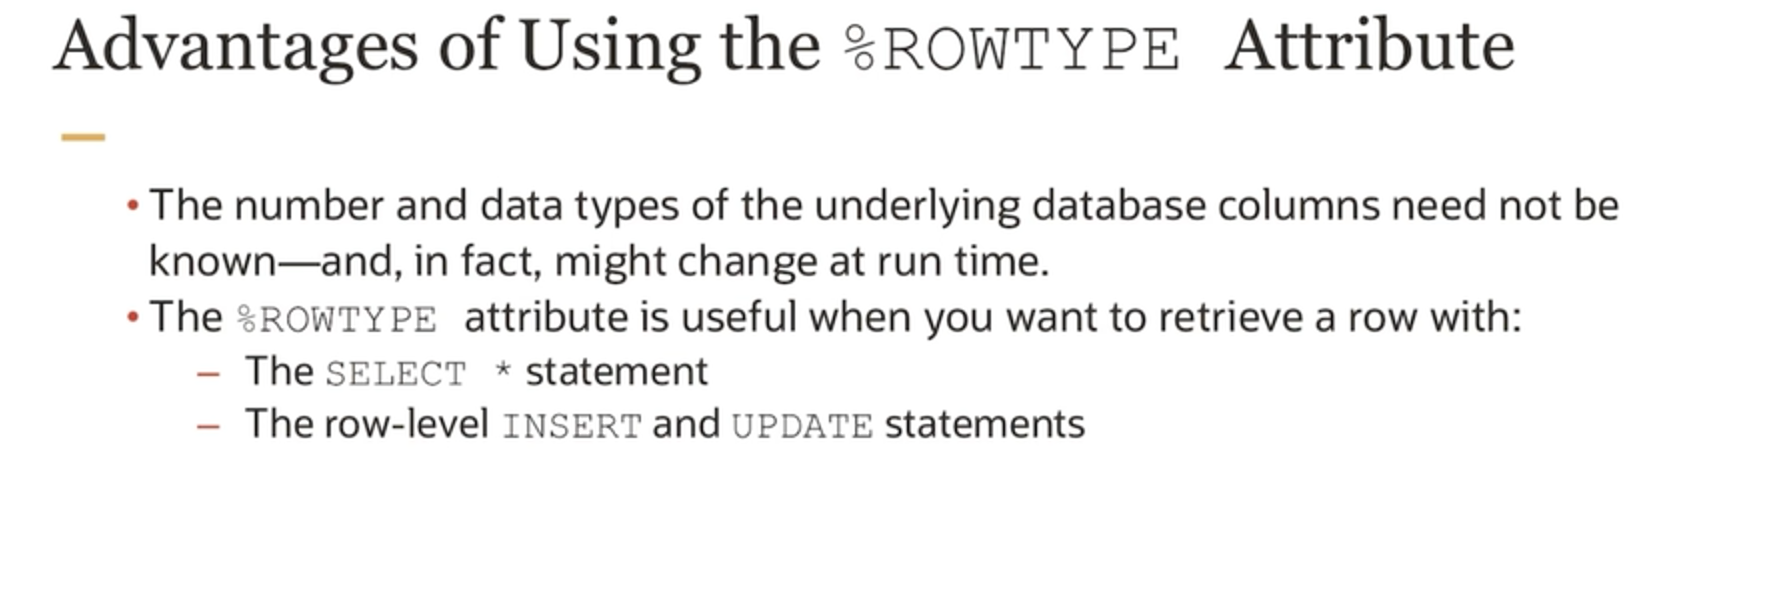 Advantages of Using the %ROWTYPE Attribute
• The number and data types of the underlying database columns need not be
known—and, in fact, might change at run time.
• The %ROWTYPE attribute is useful when you want to retrieve a row with:
– The SELECT * statement
– The row-level INSERT and UPDATE statements